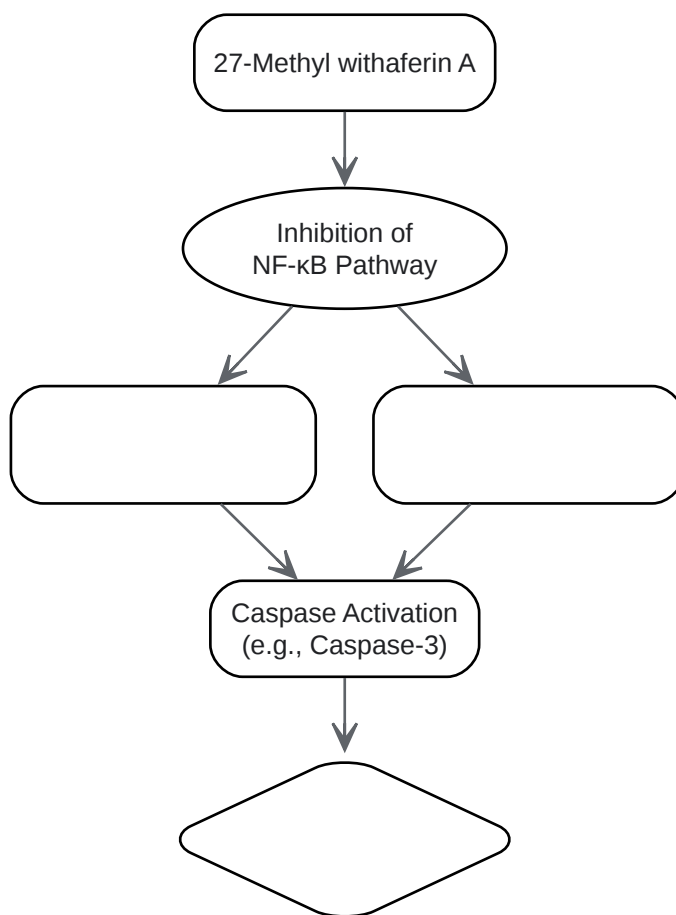 27-Methyl withaferin A
Inhibition of
NF-κB Pathway
Caspase Activation
(e.g., Caspase-3)